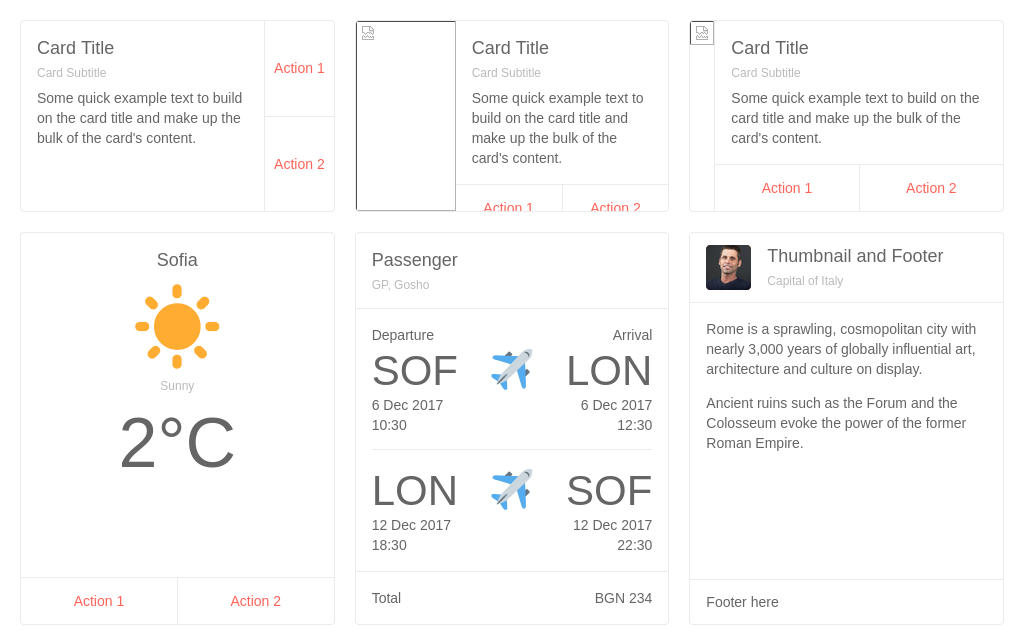 Card Title
Card Subtitle
Some quick example text to build
on the card title and make up the
bulk of the card's content.
Action 1
Action 2
Card Title
Card Subtitle
Some quick example text to
build on the card title and
make up the bulk of the
card's content.
Action 1
Action 2
Card Title
Card Subtitle
Some quick example text to build on the
card title and make up the bulk of the
card's content.
Action 1
Action 2
Sofia
Sunny
2°C
Action 1
Action 2
Passenger
GP, Gosho
Departure
Arrival
SOF
LON
6 Dec 2017
6 Dec 2017
10:30
12:30
LON
SOF
12 Dec 2017
12 Dec 2017
18:30
22:30
Total
BGN 234
Thumbnail and Footer
Capital of Italy
Rome is a sprawling, cosmopolitan city with
nearly 3,000 years of globally influential art,
architecture and culture on display.
Ancient ruins such as the Forum and the
Colosseum evoke the power of the former
Roman Empire.
Footer here